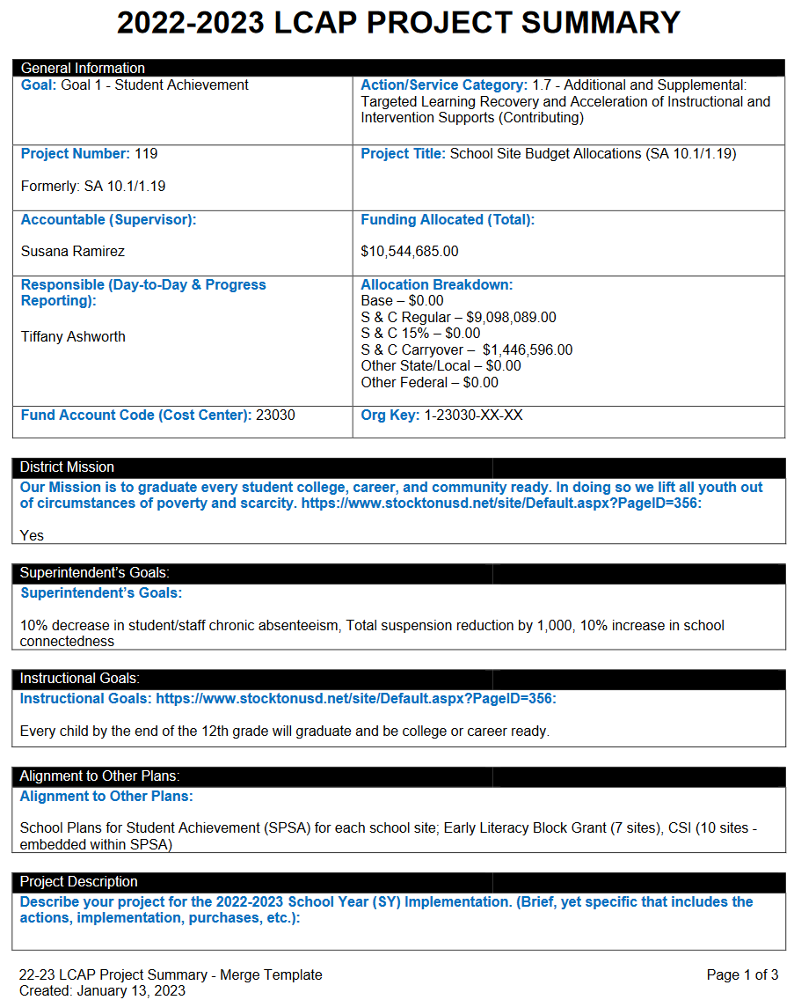 2022-2023 LCAP PROJECT SUMMARY
General Information
Goal: Goal 1 - Student Achievement
Action/Service Category: 1.7 - Additional and Supplemental:
Targeted Learning Recovery and Acceleration of Instructional and
Intervention Supports (Contributing)
Project Number: 119
Formerly: SA 10.1/1.19
Project Title: School Site Budget Allocations (SA 10.1/1.19)
Accountable (Supervisor):
Susana Ramirez
Funding Allocated (Total):
$10,544,685.00
Responsible (Day-to-Day & Progress
Reporting):
Tiffany Ashworth
Allocation Breakdown:
Base – $0.00
S & C Regular – $9,098,089.00
S & C 15% – $0.00
S & C Carryover –  $1,446,596.00
Other State/Local – $0.00
Other Federal – $0.00
Fund Account Code (Cost Center): 23030
Org Key: 1-23030-XX-XX
District Mission
Our Mission is to graduate every student college, career, and community ready. In doing so we lift all youth out
of circumstances of poverty and scarcity. https://www.stocktonusd.net/site/Default.aspx?PageID=356:
Yes
Superintendent’s Goals:
Superintendent’s Goals:
10% decrease in student/staff chronic absenteeism, Total suspension reduction by 1,000, 10% increase in school
connectedness
Instructional Goals:
Instructional Goals: https://www.stocktonusd.net/site/Default.aspx?PageID=356:
Every child by the end of the 12th grade will graduate and be college or career ready.
Alignment to Other Plans:
Alignment to Other Plans:
School Plans for Student Achievement (SPSA) for each school site; Early Literacy Block Grant (7 sites), CSI (10 sites -
embedded within SPSA)
Project Description
Describe your project for the 2022-2023 School Year (SY) Implementation. (Brief, yet specific that includes the
actions, implementation, purchases, etc.):
22-23 LCAP Project Summary - Merge Template
Created: January 13, 2023
Page 1 of 3